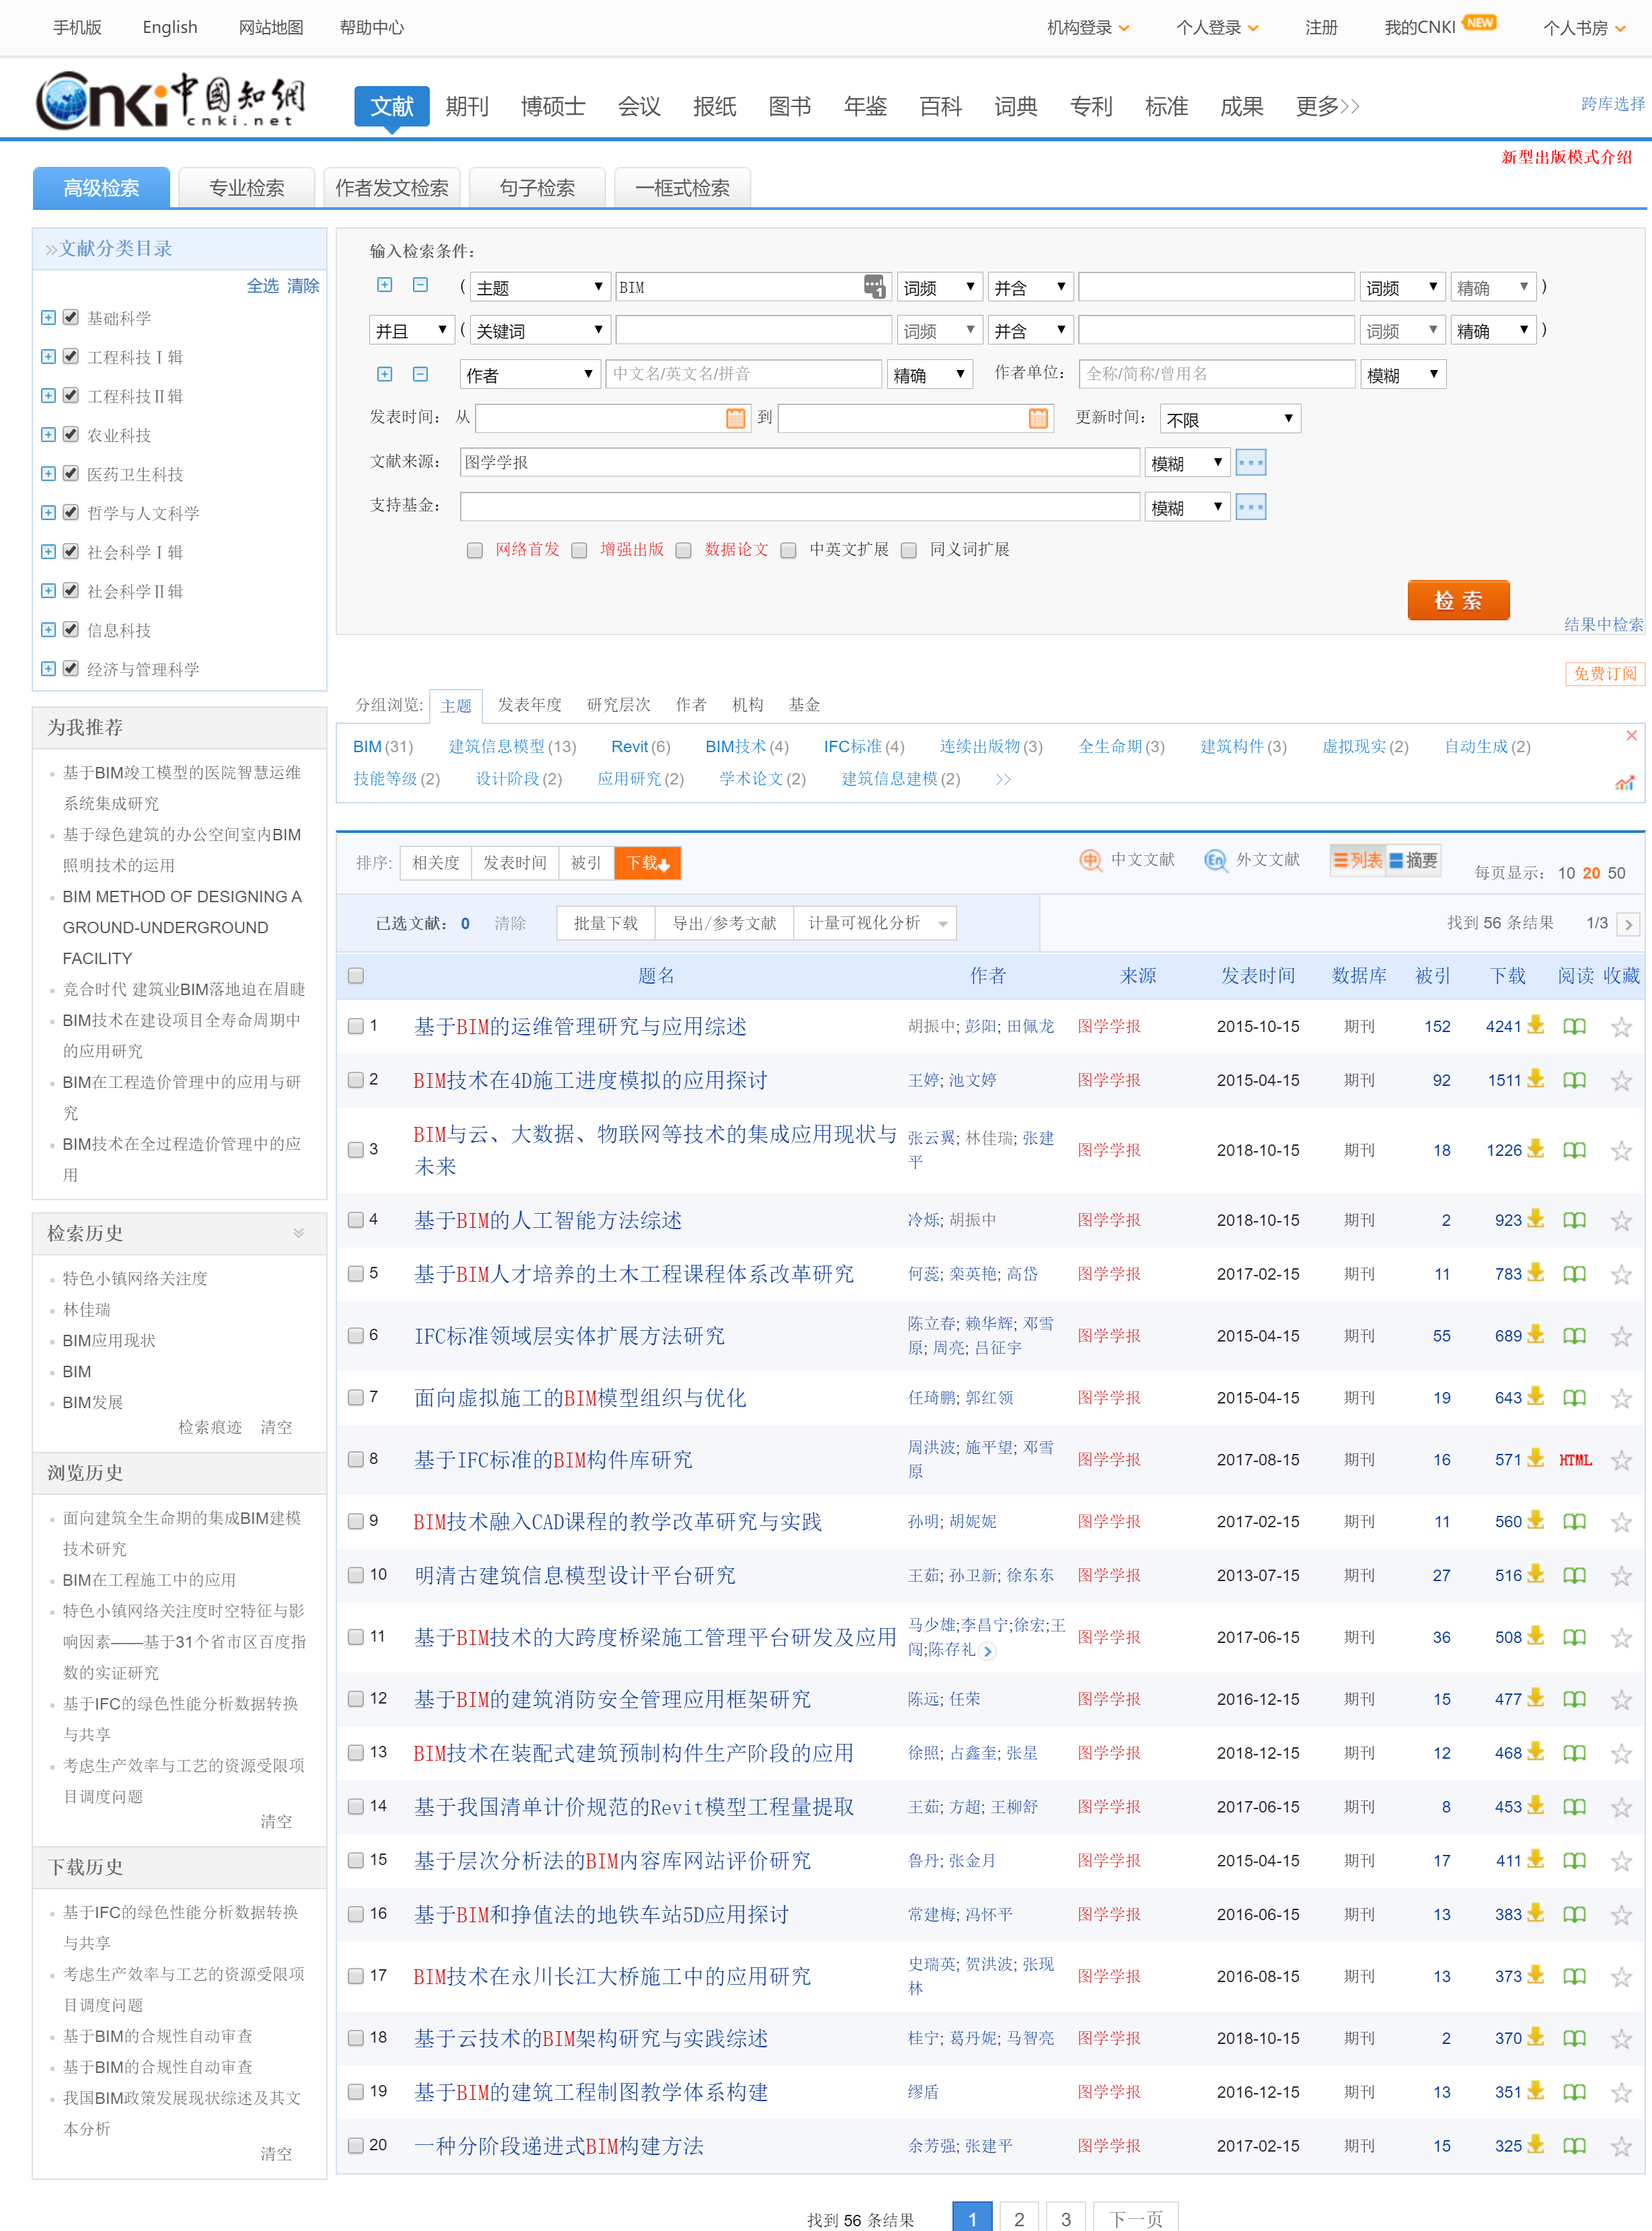 手机版 English 网站地图 帮助中心 机构登录 个人登录 注册 我的CNKI NEW 个人书房
CNKI 中国知网 cnki.net
文献 期刊 博硕士 会议 报纸 图书 年鉴 百科 词典 专利 标准 成果 更多>> 跨库选择
新型出版模式介绍
高级检索 专业检索 作者发文检索 句子检索 一框式检索
文献分类目录
全选 清除
基础科学
工程科技Ⅰ辑
工程科技Ⅱ辑
农业科技
医药卫生科技
哲学与人文科学
社会科学Ⅰ辑
社会科学Ⅱ辑
信息科技
经济与管理科学
为我推荐
基于BIM竣工模型的医院智慧运维
系统集成研究
基于绿色建筑的办公空间室内BIM
照明技术的运用
BIM METHOD OF DESIGNING A
GROUND-UNDERGROUND
FACILITY
竞合时代 建筑业BIM落地迫在眉睫
BIM技术在建设项目全寿命周期中
的应用研究
BIM在工程造价管理中的应用与研
究
BIM技术在全过程造价管理中的应
用
检索历史
特色小镇网络关注度
林佳瑞
BIM应用现状
BIM
BIM发展
检索痕迹 清空
浏览历史
面向建筑全生命期的集成BIM建模
技术研究
BIM在工程施工中的应用
特色小镇网络关注度时空特征与影
响因素——基于31个省市区百度指
数的实证研究
基于IFC的绿色性能分析数据转换
与共享
考虑生产效率与工艺的资源受限项
目调度问题
清空
下载历史
基于IFC的绿色性能分析数据转换
与共享
考虑生产效率与工艺的资源受限项
目调度问题
基于BIM的合规性自动审查
基于BIM的合规性自动审查
我国BIM政策发展现状综述及其文
本分析
清空
输入检索条件:
( 主题 BIM 词频 并含 词频 精确 )
并且 ( 关键词 词频 并含 词频 精确 )
作者 中文名/英文名/拼音 精确 作者单位: 全称/简称/曾用名 模糊
发表时间: 从 到 更新时间: 不限
文献来源: 图学学报 模糊
支持基金: 模糊
网络首发 增强出版 数据论文 中英文扩展 同义词扩展
检索
结果中检索
免费订阅
分组浏览: 主题 发表年度 研究层次 作者 机构 基金
BIM(31) 建筑信息模型(13) Revit(6) BIM技术(4) IFC标准(4) 连续出版物(3) 全生命期(3) 建筑构件(3) 虚拟现实(2) 自动生成(2)
技能等级(2) 设计阶段(2) 应用研究(2) 学术论文(2) 建筑信息建模(2) >>
排序: 相关度 发表时间 被引 下载 中 中文文献 En 外文文献 列表 摘要 每页显示: 10 20 50
已选文献: 0 清除 批量下载 导出/参考文献 计量可视化分析 找到 56 条结果 1/3 >
题名 作者 来源 发表时间 数据库 被引 下载 阅读 收藏
1 基于BIM的运维管理研究与应用综述 胡振中; 彭阳; 田佩龙 图学学报 2015-10-15 期刊 152 4241
2 BIM技术在4D施工进度模拟的应用探讨 王婷; 池文婷 图学学报 2015-04-15 期刊 92 1511
3 BIM与云、大数据、物联网等技术的集成应用现状与
未来 张云翼; 林佳瑞; 张建
平 图学学报 2018-10-15 期刊 18 1226
4 基于BIM的人工智能方法综述 冷烁; 胡振中 图学学报 2018-10-15 期刊 2 923
5 基于BIM人才培养的土木工程课程体系改革研究 何蕊; 栾英艳; 高岱 图学学报 2017-02-15 期刊 11 783
6 IFC标准领域层实体扩展方法研究 陈立春; 赖华辉; 邓雪
原; 周亮; 吕征宇 图学学报 2015-04-15 期刊 55 689
7 面向虚拟施工的BIM模型组织与优化 任琦鹏; 郭红领 图学学报 2015-04-15 期刊 19 643
8 基于IFC标准的BIM构件库研究 周洪波; 施平望; 邓雪
原 图学学报 2017-08-15 期刊 16 571 HTML
9 BIM技术融入CAD课程的教学改革研究与实践 孙明; 胡妮妮 图学学报 2017-02-15 期刊 11 560
10 明清古建筑信息模型设计平台研究 王茹; 孙卫新; 徐东东 图学学报 2013-07-15 期刊 27 516
11 基于BIM技术的大跨度桥梁施工管理平台研发及应用 马少雄;李昌宁;徐宏;王
闯;陈存礼 图学学报 2017-06-15 期刊 36 508
12 基于BIM的建筑消防安全管理应用框架研究 陈远; 任荣 图学学报 2016-12-15 期刊 15 477
13 BIM技术在装配式建筑预制构件生产阶段的应用 徐照; 占鑫奎; 张星 图学学报 2018-12-15 期刊 12 468
14 基于我国清单计价规范的Revit模型工程量提取 王茹; 方超; 王柳舒 图学学报 2017-06-15 期刊 8 453
15 基于层次分析法的BIM内容库网站评价研究 鲁丹; 张金月 图学学报 2015-04-15 期刊 17 411
16 基于BIM和挣值法的地铁车站5D应用探讨 常建梅; 冯怀平 图学学报 2016-06-15 期刊 13 383
17 BIM技术在永川长江大桥施工中的应用研究 史瑞英; 贺洪波; 张现
林 图学学报 2016-08-15 期刊 13 373
18 基于云技术的BIM架构研究与实践综述 桂宁; 葛丹妮; 马智亮 图学学报 2018-10-15 期刊 2 370
19 基于BIM的建筑工程制图教学体系构建 缪盾 图学学报 2016-12-15 期刊 13 351
20 一种分阶段递进式BIM构建方法 余芳强; 张建平 图学学报 2017-02-15 期刊 15 325
找到 56 条结果 1 2 3 下一页